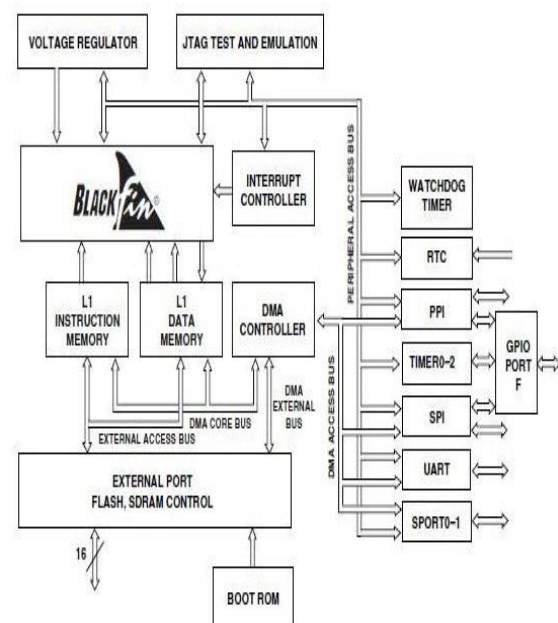 VOLTAGE REGULATOR
JTAG TEST AND EMULATION
BLACKfin®
INTERRUPT
CONTROLLER
PERIPHERAL ACCESS BUS
WATCHDOG
TIMER
RTC
L1
INSTRUCTION
MEMORY
L1
DATA
MEMORY
DMA
CONTROLLER
PPI
GPIO
PORT
F
TIMER0-2
DMA
EXTERNAL
BUS
DMA CORE BUS
EXTERNAL ACCESS BUS
DMA ACCESS BUS
SPI
UART
SPORT0-1
EXTERNAL PORT
FLASH, SDRAM CONTROL
16
BOOT ROM